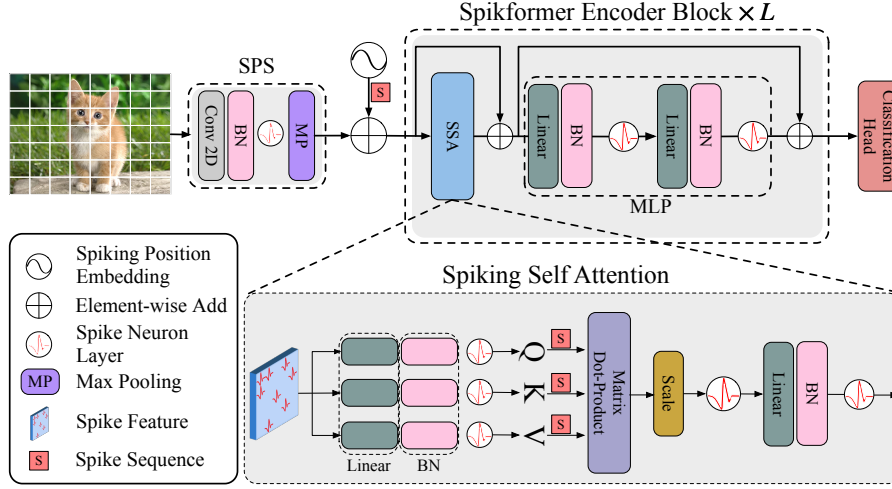 Spikformer Encoder Block × L
SPS
S
Conv 2D
BN
MP
SSA
Linear
BN
Linear
BN
MLP
Classification
Head
Spiking Position
Embedding
Element-wise Add
Spike Neuron
Layer
MP
Max Pooling
Spike
Feature
S
Spike Sequence
Spiking Self Attention
Linear
BN
Q
K
V
S
S
S
Matrix
Dot-Product
Scale
Linear
BN